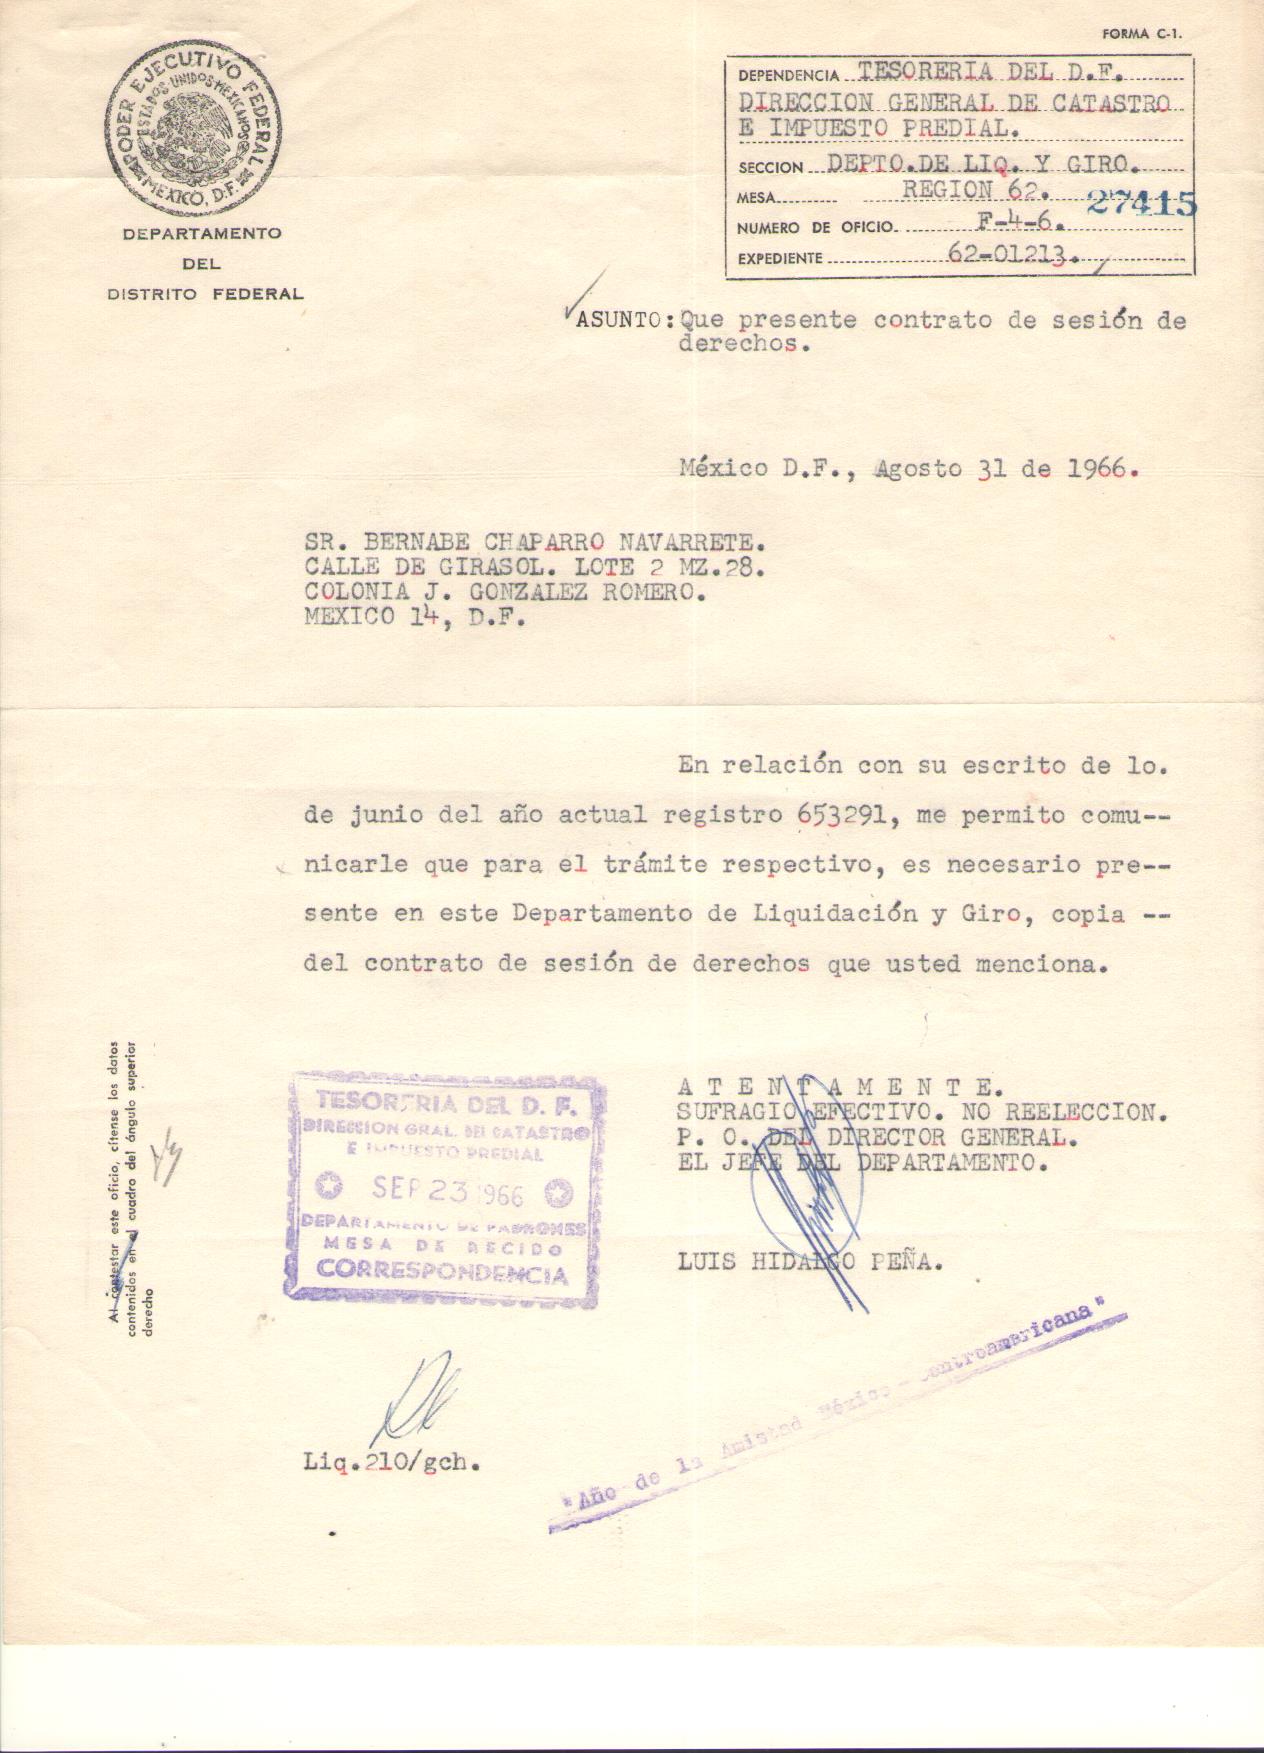 FORMA C-1.
PODER EJECUTIVO FEDERAL
ESTADOS UNIDOS MEXICANOS
MEXICO, D.F.
DEPARTAMENTO
DEL
DISTRITO FEDERAL
DEPENDENCIA TESORERIA DEL D.F.
DIRECCION GENERAL DE CATASTRO
E IMPUESTO PREDIAL.
SECCION DEPTO.DE LIQ. Y GIRO.
MESA REGION 62. 27415
NUMERO DE OFICIO. F-4-6.
EXPEDIENTE 62-01213.
ASUNTO: Que presente contrato de sesión de
derechos.
México D.F., Agosto 31 de 1966.
SR. BERNABE CHAPARRO NAVARRETE.
CALLE DE GIRASOL. LOTE 2 MZ.28.
COLONIA J. GONZALEZ ROMERO.
MEXICO 14, D.F.
En relación con su escrito de lo.
de junio del año actual registro 653291, me permito comu--
nicarle que para el trámite respectivo, es necesario pre--
sente en este Departamento de Liquidación y Giro, copia --
del contrato de sesión de derechos que usted menciona.
A T E N T A M E N T E.
SUFRAGIO EFECTIVO. NO REELECCION.
P. O. DEL DIRECTOR GENERAL.
EL JEFE DEL DEPARTAMENTO.
LUIS HIDALGO PEÑA.
TESORERIA DEL D. F.
DIRECCION GRAL. DEL CATASTRO
E IMPUESTO PREDIAL
SEP 23 1966
DEPARTAMENTO DE PADRONES
MESA DE RECIBO
CORRESPONDENCIA
Al contestar este oficio, cítense los datos
contenidos en el cuadro del ángulo superior
derecho
Liq.210/gch.
"Año de la Amistad México - Centroamericana"